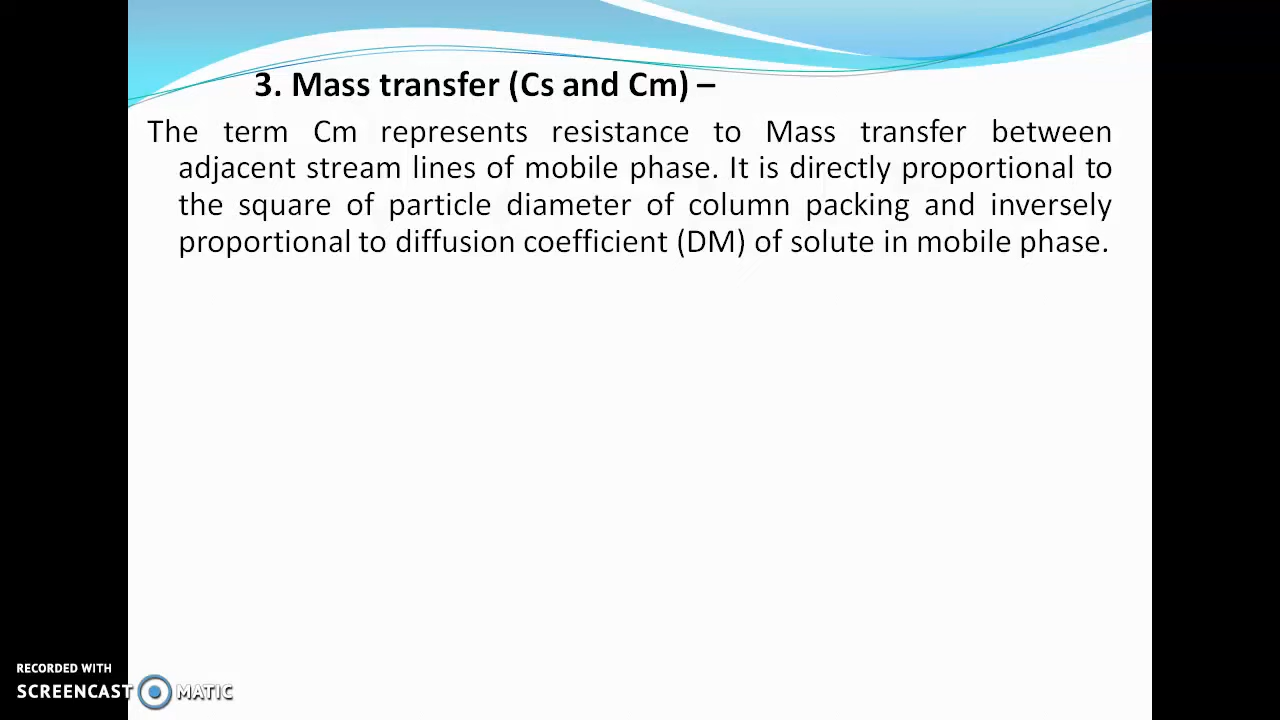 3. Mass transfer (Cs and Cm) –
The term Cm represents resistance to Mass transfer between
adjacent stream lines of mobile phase. It is directly proportional to
the square of particle diameter of column packing and inversely
proportional to diffusion coefficient (DM) of solute in mobile phase.
RECORDED WITH
SCREENCAST MATIC